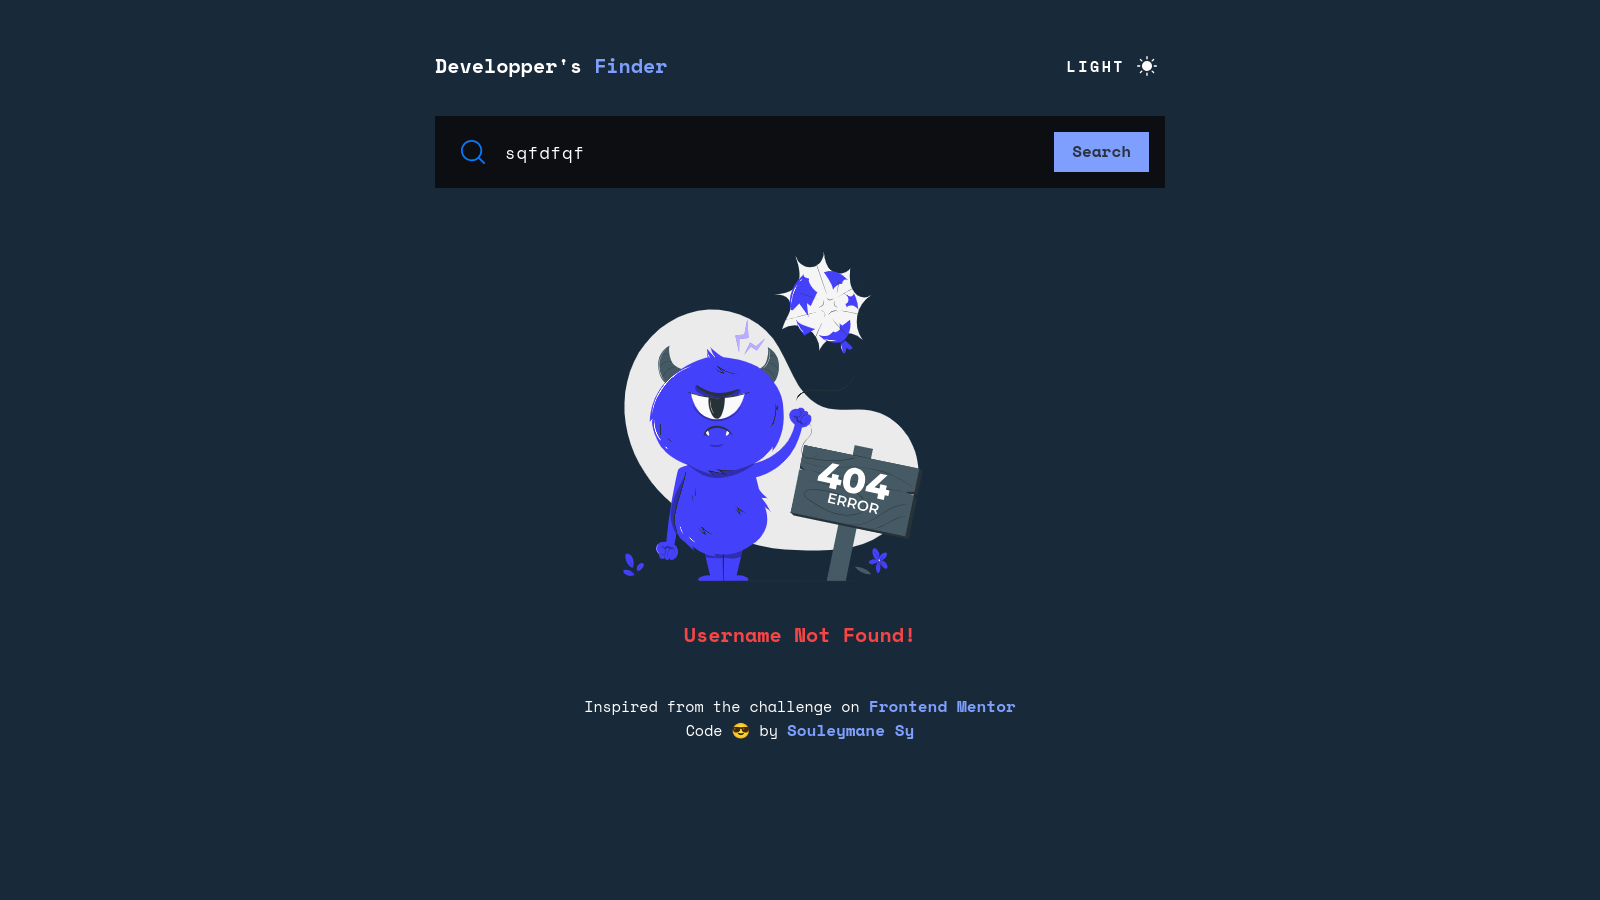 Developper's Finder
LIGHT
sqfdfqf
Search
404
ERROR
Username Not Found!
Inspired from the challenge on Frontend Mentor
Code 😎 by Souleymane Sy